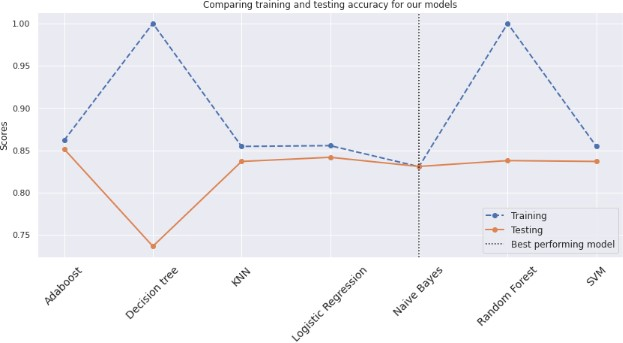 Comparing training and testing accuracy for our models
1.00
0.95
0.90
0.85
0.80
0.75
Scores
Training
Testing
Best performing model
Adaboost
Decision tree
KNN
Logistic Regression
Naive Bayes
Random Forest
SVM